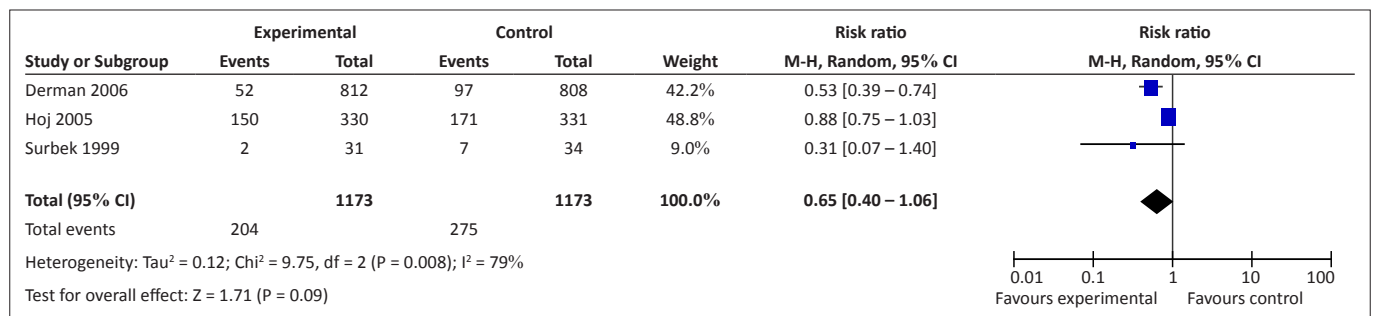 Experimental Control Risk ratio Risk ratio
Study or Subgroup Events Total Events Total Weight M-H, Random, 95% CI M-H, Random, 95% CI
Derman 2006 52 812 97 808 42.2% 0.53 [0.39 – 0.74]
Hoj 2005 150 330 171 331 48.8% 0.88 [0.75 – 1.03]
Surbek 1999 2 31 7 34 9.0% 0.31 [0.07 – 1.40]
Total (95% CI) 1173 1173 100.0% 0.65 [0.40 – 1.06]
Total events 204 275
Heterogeneity: Tau² = 0.12; Chi² = 9.75, df = 2 (P = 0.008); I² = 79%
Test for overall effect: Z = 1.71 (P = 0.09)
0.01 0.1 1 10 100
Favours experimental Favours control